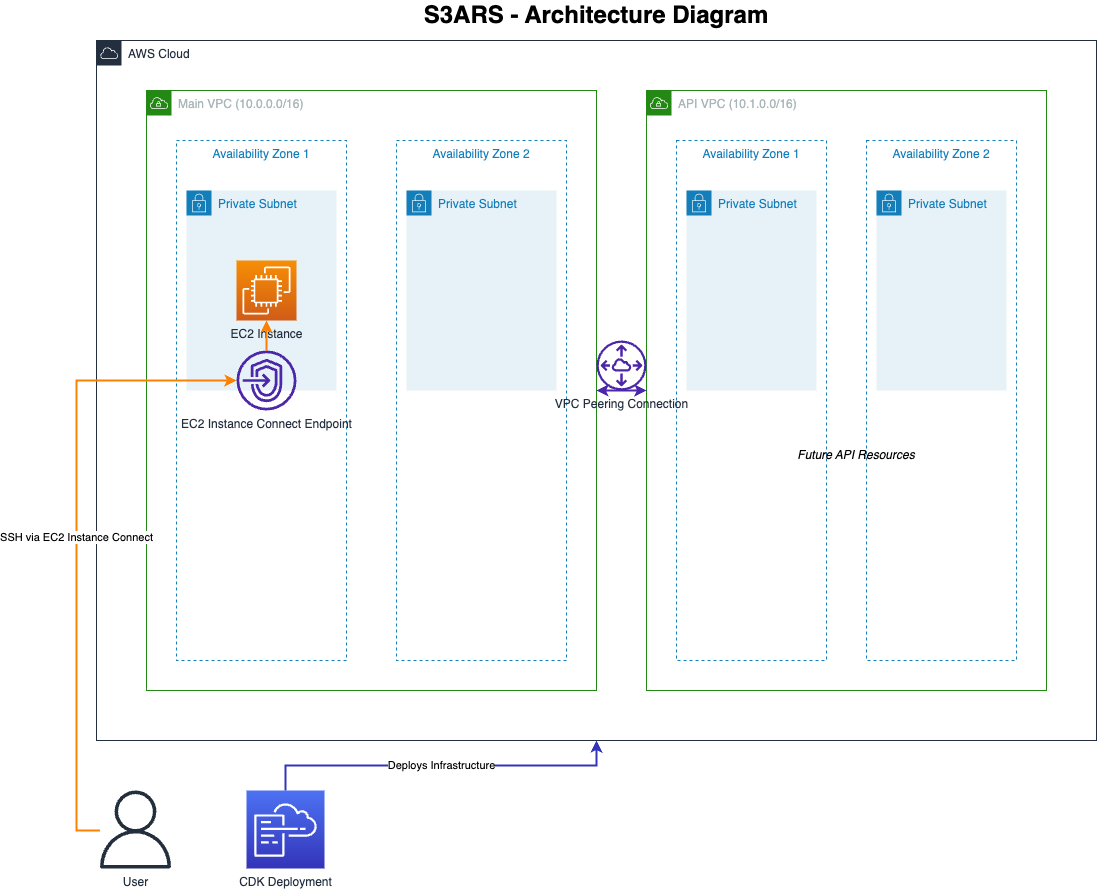 S3ARS - Architecture Diagram
AWS Cloud
Main VPC (10.0.0.0/16)
API VPC (10.1.0.0/16)
Availability Zone 1
Availability Zone 2
Availability Zone 1
Availability Zone 2
Private Subnet
Private Subnet
Private Subnet
Private Subnet
EC2 Instance
EC2 Instance Connect Endpoint
VPC Peering Connection
Future API Resources
SSH via EC2 Instance Connect
Deploys Infrastructure
User
CDK Deployment